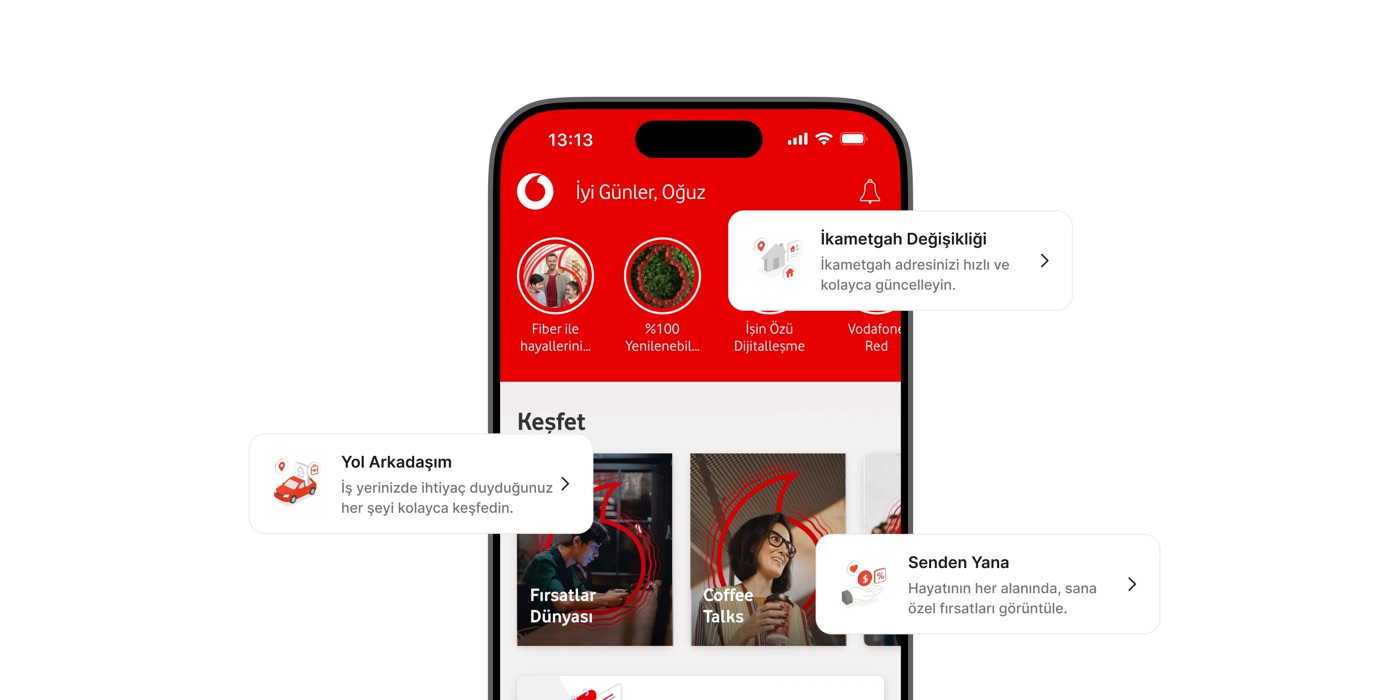 13:13
İyi Günler, Oğuz
İkametgah Değişikliği
İkametgah adresinizi hızlı ve
kolayca güncelleyin.
Fiber ile
hayallerini...
%100
Yenilenebil...
İşin Özü
Dijitalleşme
Vodafone
Red
Keşfet
Yol Arkadaşım
İş yerinizde ihtiyaç duyduğunuz
her şeyi kolayca keşfedin.
Fırsatlar
Dünyası
Coffee
Talks
Senden Yana
Hayatının her alanında, sana
özel fırsatları görüntüle.